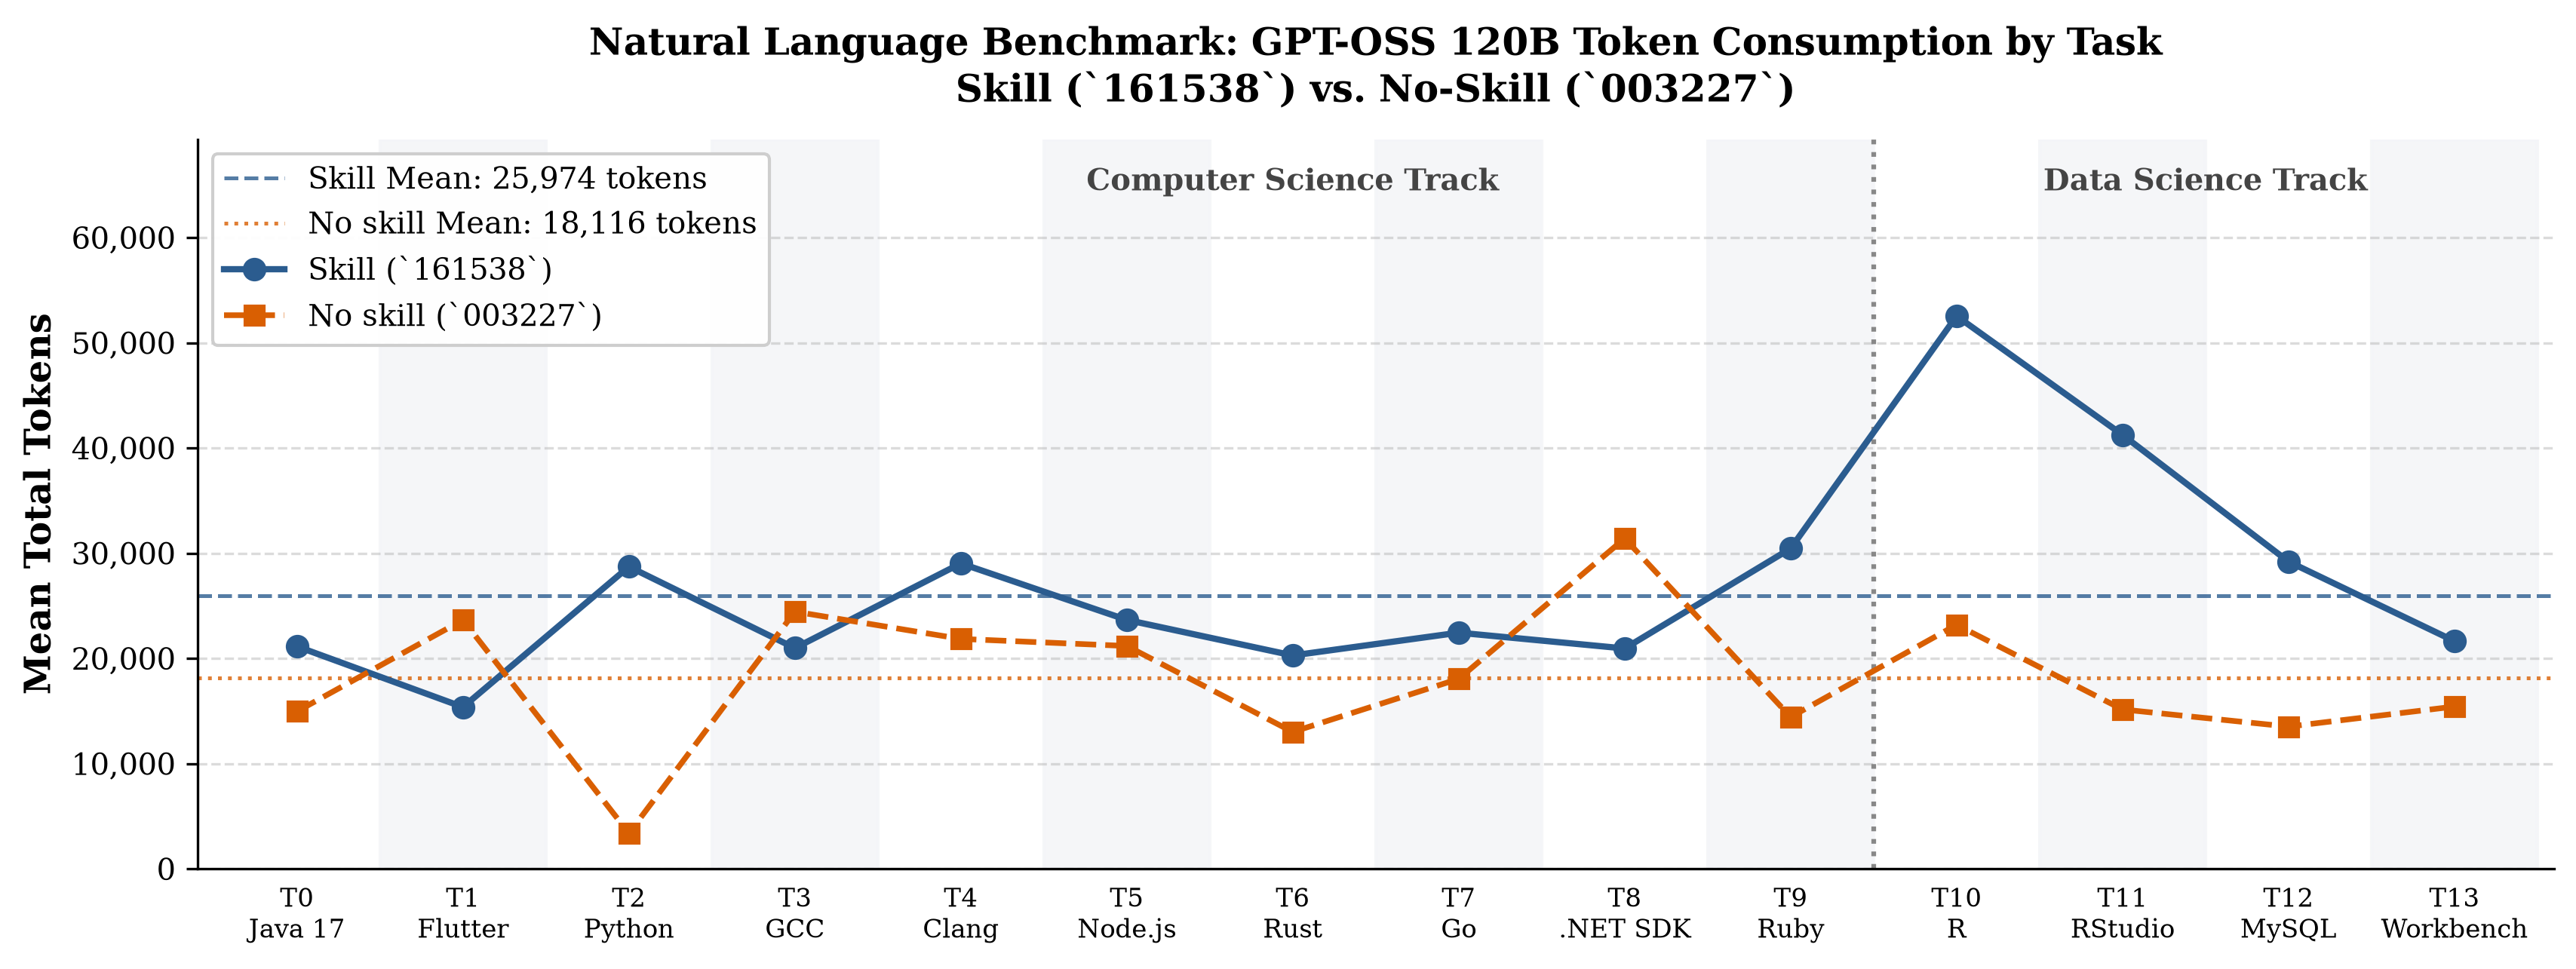 Natural Language Benchmark: GPT-OSS 120B Token Consumption by Task
Skill (`161538`) vs. No-Skill (`003227`)
Skill Mean: 25,974 tokens
No skill Mean: 18,116 tokens
Skill (`161538`)
No skill (`003227`)
Computer Science Track
Data Science Track
Mean Total Tokens
60,000
50,000
40,000
30,000
20,000
10,000
0
T0 T1 T2 T3 T4 T5 T6 T7 T8 T9 T10 T11 T12 T13
Java 17 Flutter Python GCC Clang Node.js Rust Go .NET SDK Ruby R RStudio MySQL Workbench